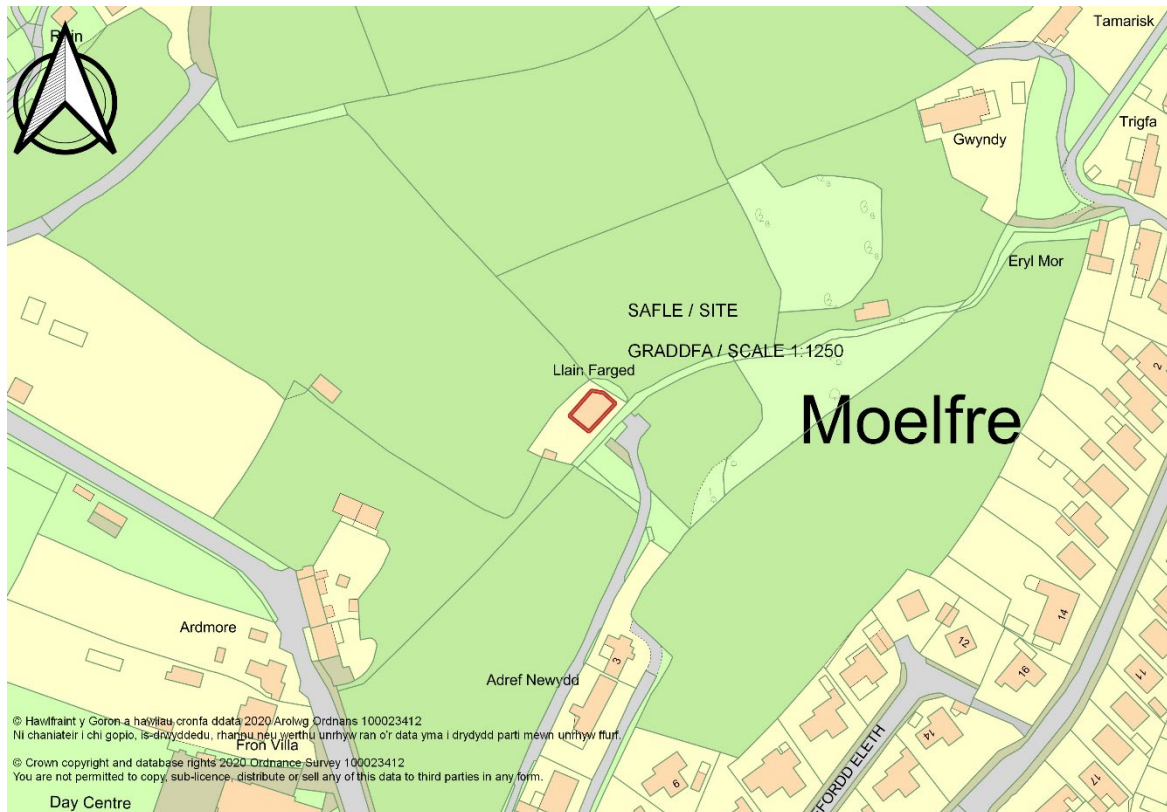 Tamarisk
Gwyndy
Trigfa
Eryl Mor
SAFLE / SITE
GRADDFA / SCALE 1:1250
Llain Farged
2
Moelfre
Ardmore
3
Adref Newydd
14
12
16
11
14
17
9
FFORDD ELETH
© Hawlfraint y Goron a hawliau cronfa ddata 2020 Arolwg Ordnans 100023412
Ni chaniateir i chi gopio, is-drwyddedu, rhannu neu werthu unrhyw ran o'r data yma i drydydd parti mewn unrhyw ffurf.
Fron Villa
© Crown copyright and database rights 2020 Ordnance Survey 100023412
You are not permitted to copy, sub-licence, distribute or sell any of this data to third parties in any form.
Day Centre